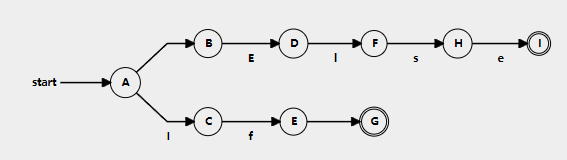 B D F H I
E l s e
start A
C E G
I f